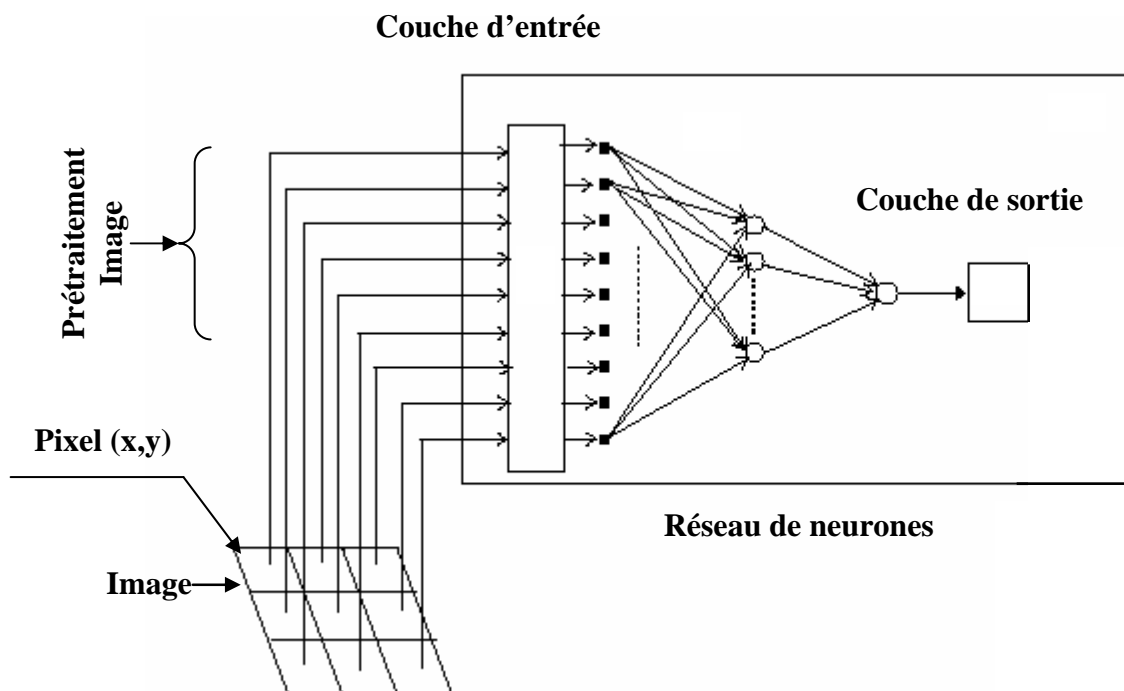 Couche d’entrée
Prétraitement
Image
Couche de sortie
Pixel (x,y)
Réseau de neurones
Image